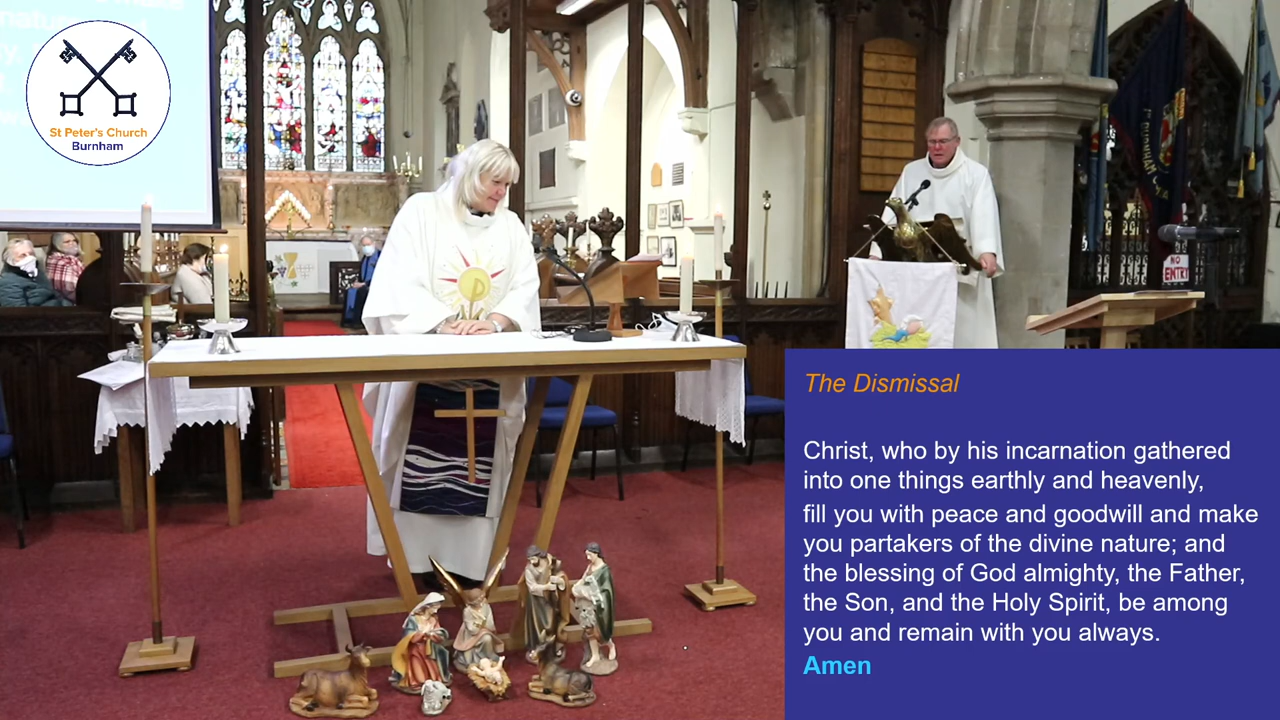 St Peter's Church
Burnham
NO
ENTRY
The Dismissal
Christ, who by his incarnation gathered
into one things earthly and heavenly,
fill you with peace and goodwill and make
you partakers of the divine nature; and
the blessing of God almighty, the Father,
the Son, and the Holy Spirit, be among
you and remain with you always.
Amen